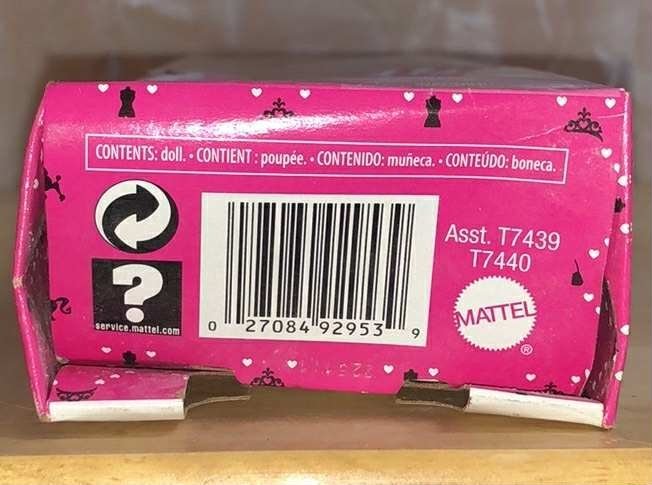 CONTENTS: doll. • CONTIENT : poupée. • CONTENIDO: muñeca. • CONTEÚDO: boneca.
Asst. T7439
T7440
?
service.mattel.com
MATTEL
®
0 27084 92953 9